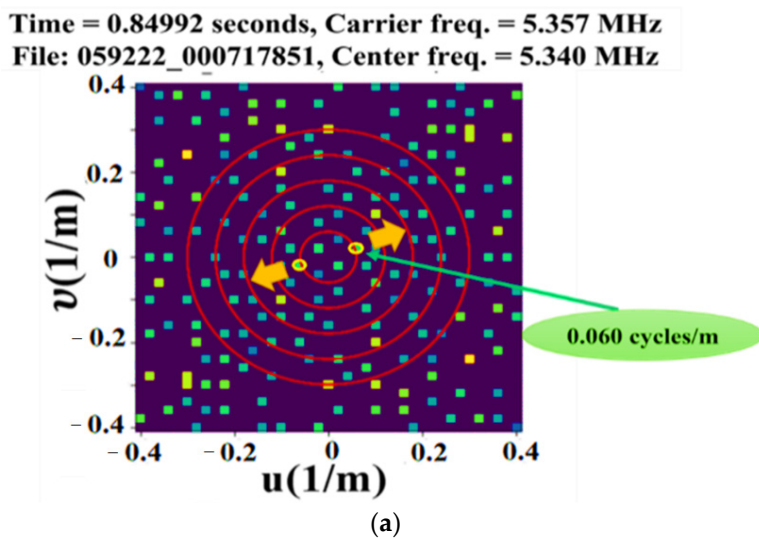 Time = 0.84992 seconds, Carrier freq. = 5.357 MHz
File: 059222_000717851, Center freq. = 5.340 MHz
0.4
0.2
0
−0.2
−0.4
v(1/m)
0.060 cycles/m
−0.4 −0.2 0 0.2 0.4
u(1/m)
(a)